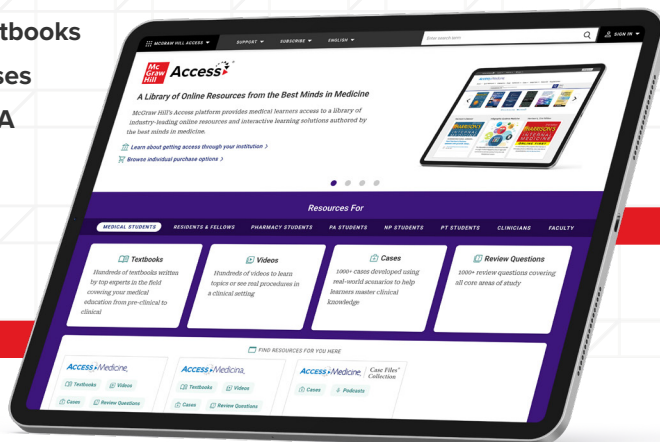 tbooks
ses
A
MCGRAW HILL ACCESS
SUPPORT
SUBSCRIBE
ENGLISH
Enter search term
SIGN IN
Mc
Graw
Hill
Access
A Library of Online Resources from the Best Minds in Medicine
McGraw Hill's Access platform provides medical learners access to a library of
industry-leading online resources and interactive learning solutions authored by
the best minds in medicine.
Learn about getting access through your institution >
Browse individual purchase options >
HARRISON'S
INTERNAL
MEDICINE
Resources For
MEDICAL STUDENTS
RESIDENTS & FELLOWS
PHARMACY STUDENTS
PA STUDENTS
NP STUDENTS
PT STUDENTS
CLINICIANS
FACULTY
Textbooks
Hundreds of textbooks written
by top experts in the field
covering your medical
education from pre-clinical to
clinical
Videos
Hundreds of videos to learn
topics or see real procedures in
a clinical setting
Cases
1000+ cases developed using
real-world scenarios to help
learners master clinical
knowledge
Review Questions
1000+ review questions covering
all core areas of study
FIND RESOURCES FOR YOU HERE
ACCESS Medicine
Textbooks
Videos
Cases
Review Questions
ACCESS Medicina
Textbooks
Videos
Cases
Review Questions
ACCESS Medicine
Case Files®
Collection
Cases
Podcasts